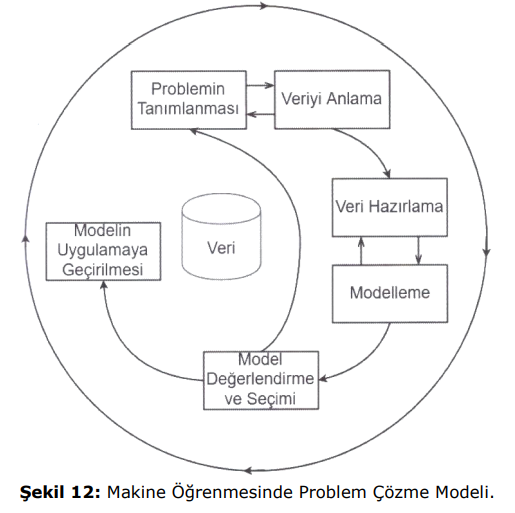 Problemin
Tanımlanması
Veriyi Anlama
Veri Hazırlama
Modelin
Uygulamaya
Geçirilmesi
Veri
Modelleme
Model
Değerlendirme
ve Seçimi
Şekil 12: Makine Öğrenmesinde Problem Çözme Modeli.